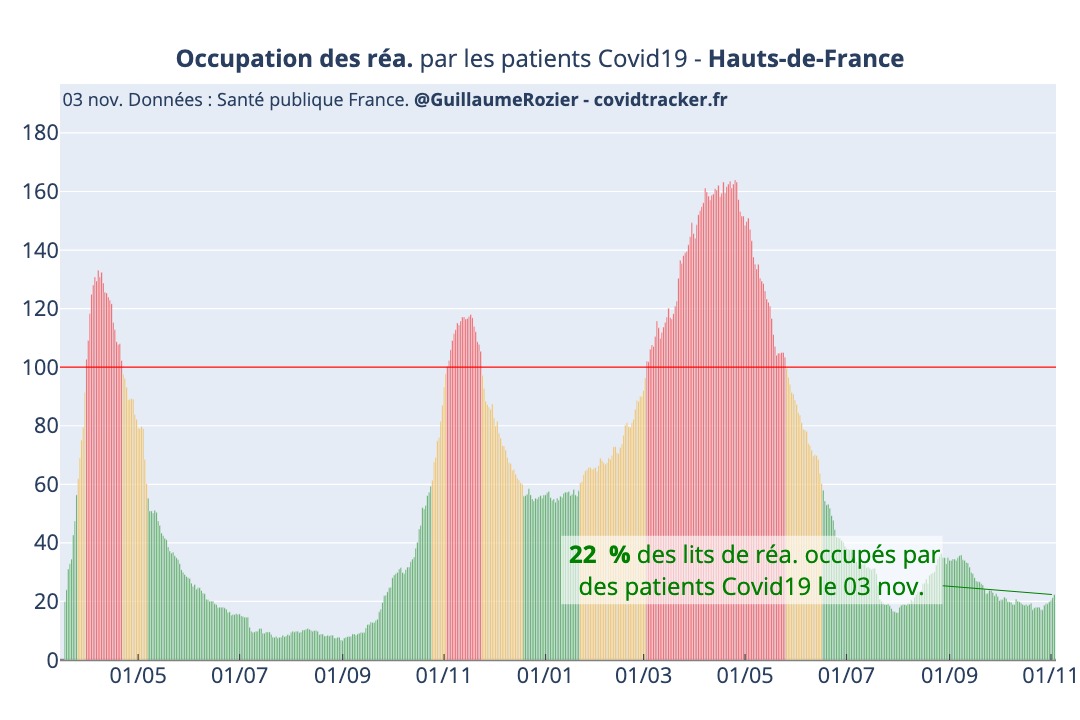 Occupation des réa. par les patients Covid19 - Hauts-de-France
03 nov. Données : Santé publique France. @GuillaumeRozier - covidtracker.fr
180
160
140
120
100
80
60
40
20
0
22 % des lits de réa. occupés par
des patients Covid19 le 03 nov.
01/05 01/07 01/09 01/11 01/01 01/03 01/05 01/07 01/09 01/11